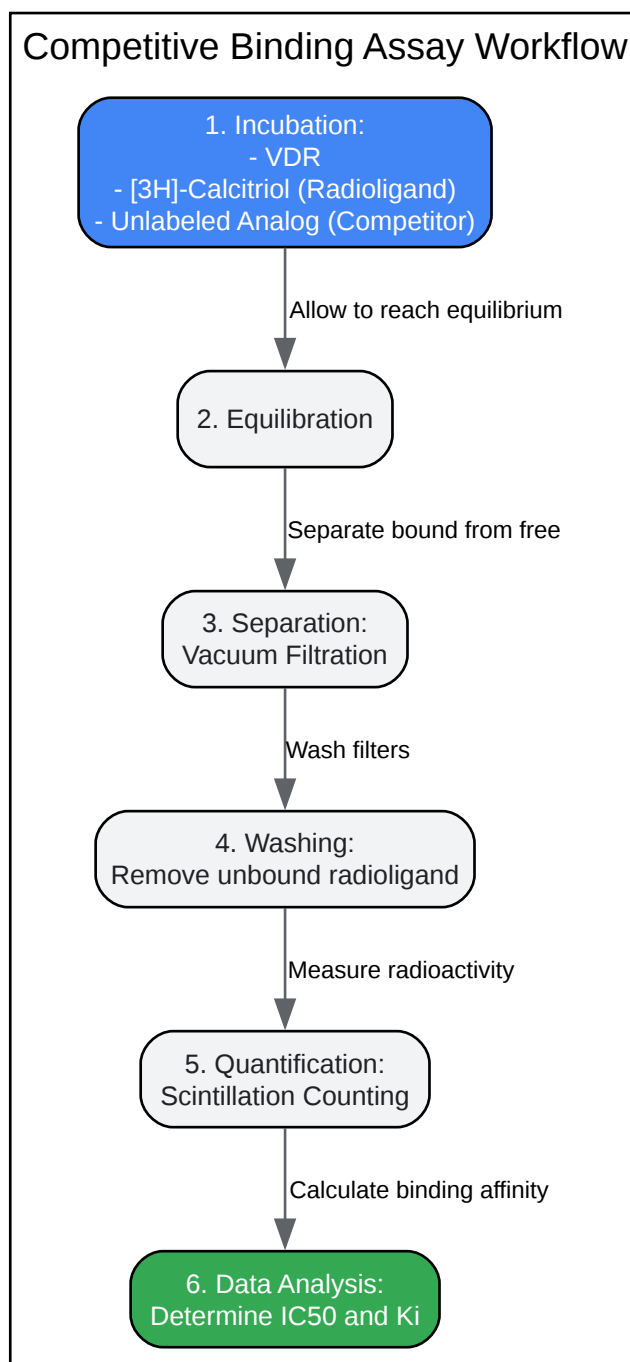 Competitive Binding Assay Workflow
1. Incubation:
- VDR
- [3H]-Calcitriol (Radioligand)
- Unlabeled Analog (Competitor)
Allow to reach equilibrium
2. Equilibration
Separate bound from free
3. Separation:
Vacuum Filtration
Wash filters
4. Washing:
Remove unbound radioligand
Measure radioactivity
5. Quantification:
Scintillation Counting
Calculate binding affinity
6. Data Analysis:
Determine IC50 and Ki